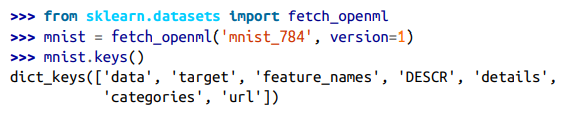 >>> from sklearn.datasets import fetch_openml
>>> mnist = fetch_openml('mnist_784', version=1)
>>> mnist.keys()
dict_keys(['data', 'target', 'feature_names', 'DESCR', 'details',
           'categories', 'url'])